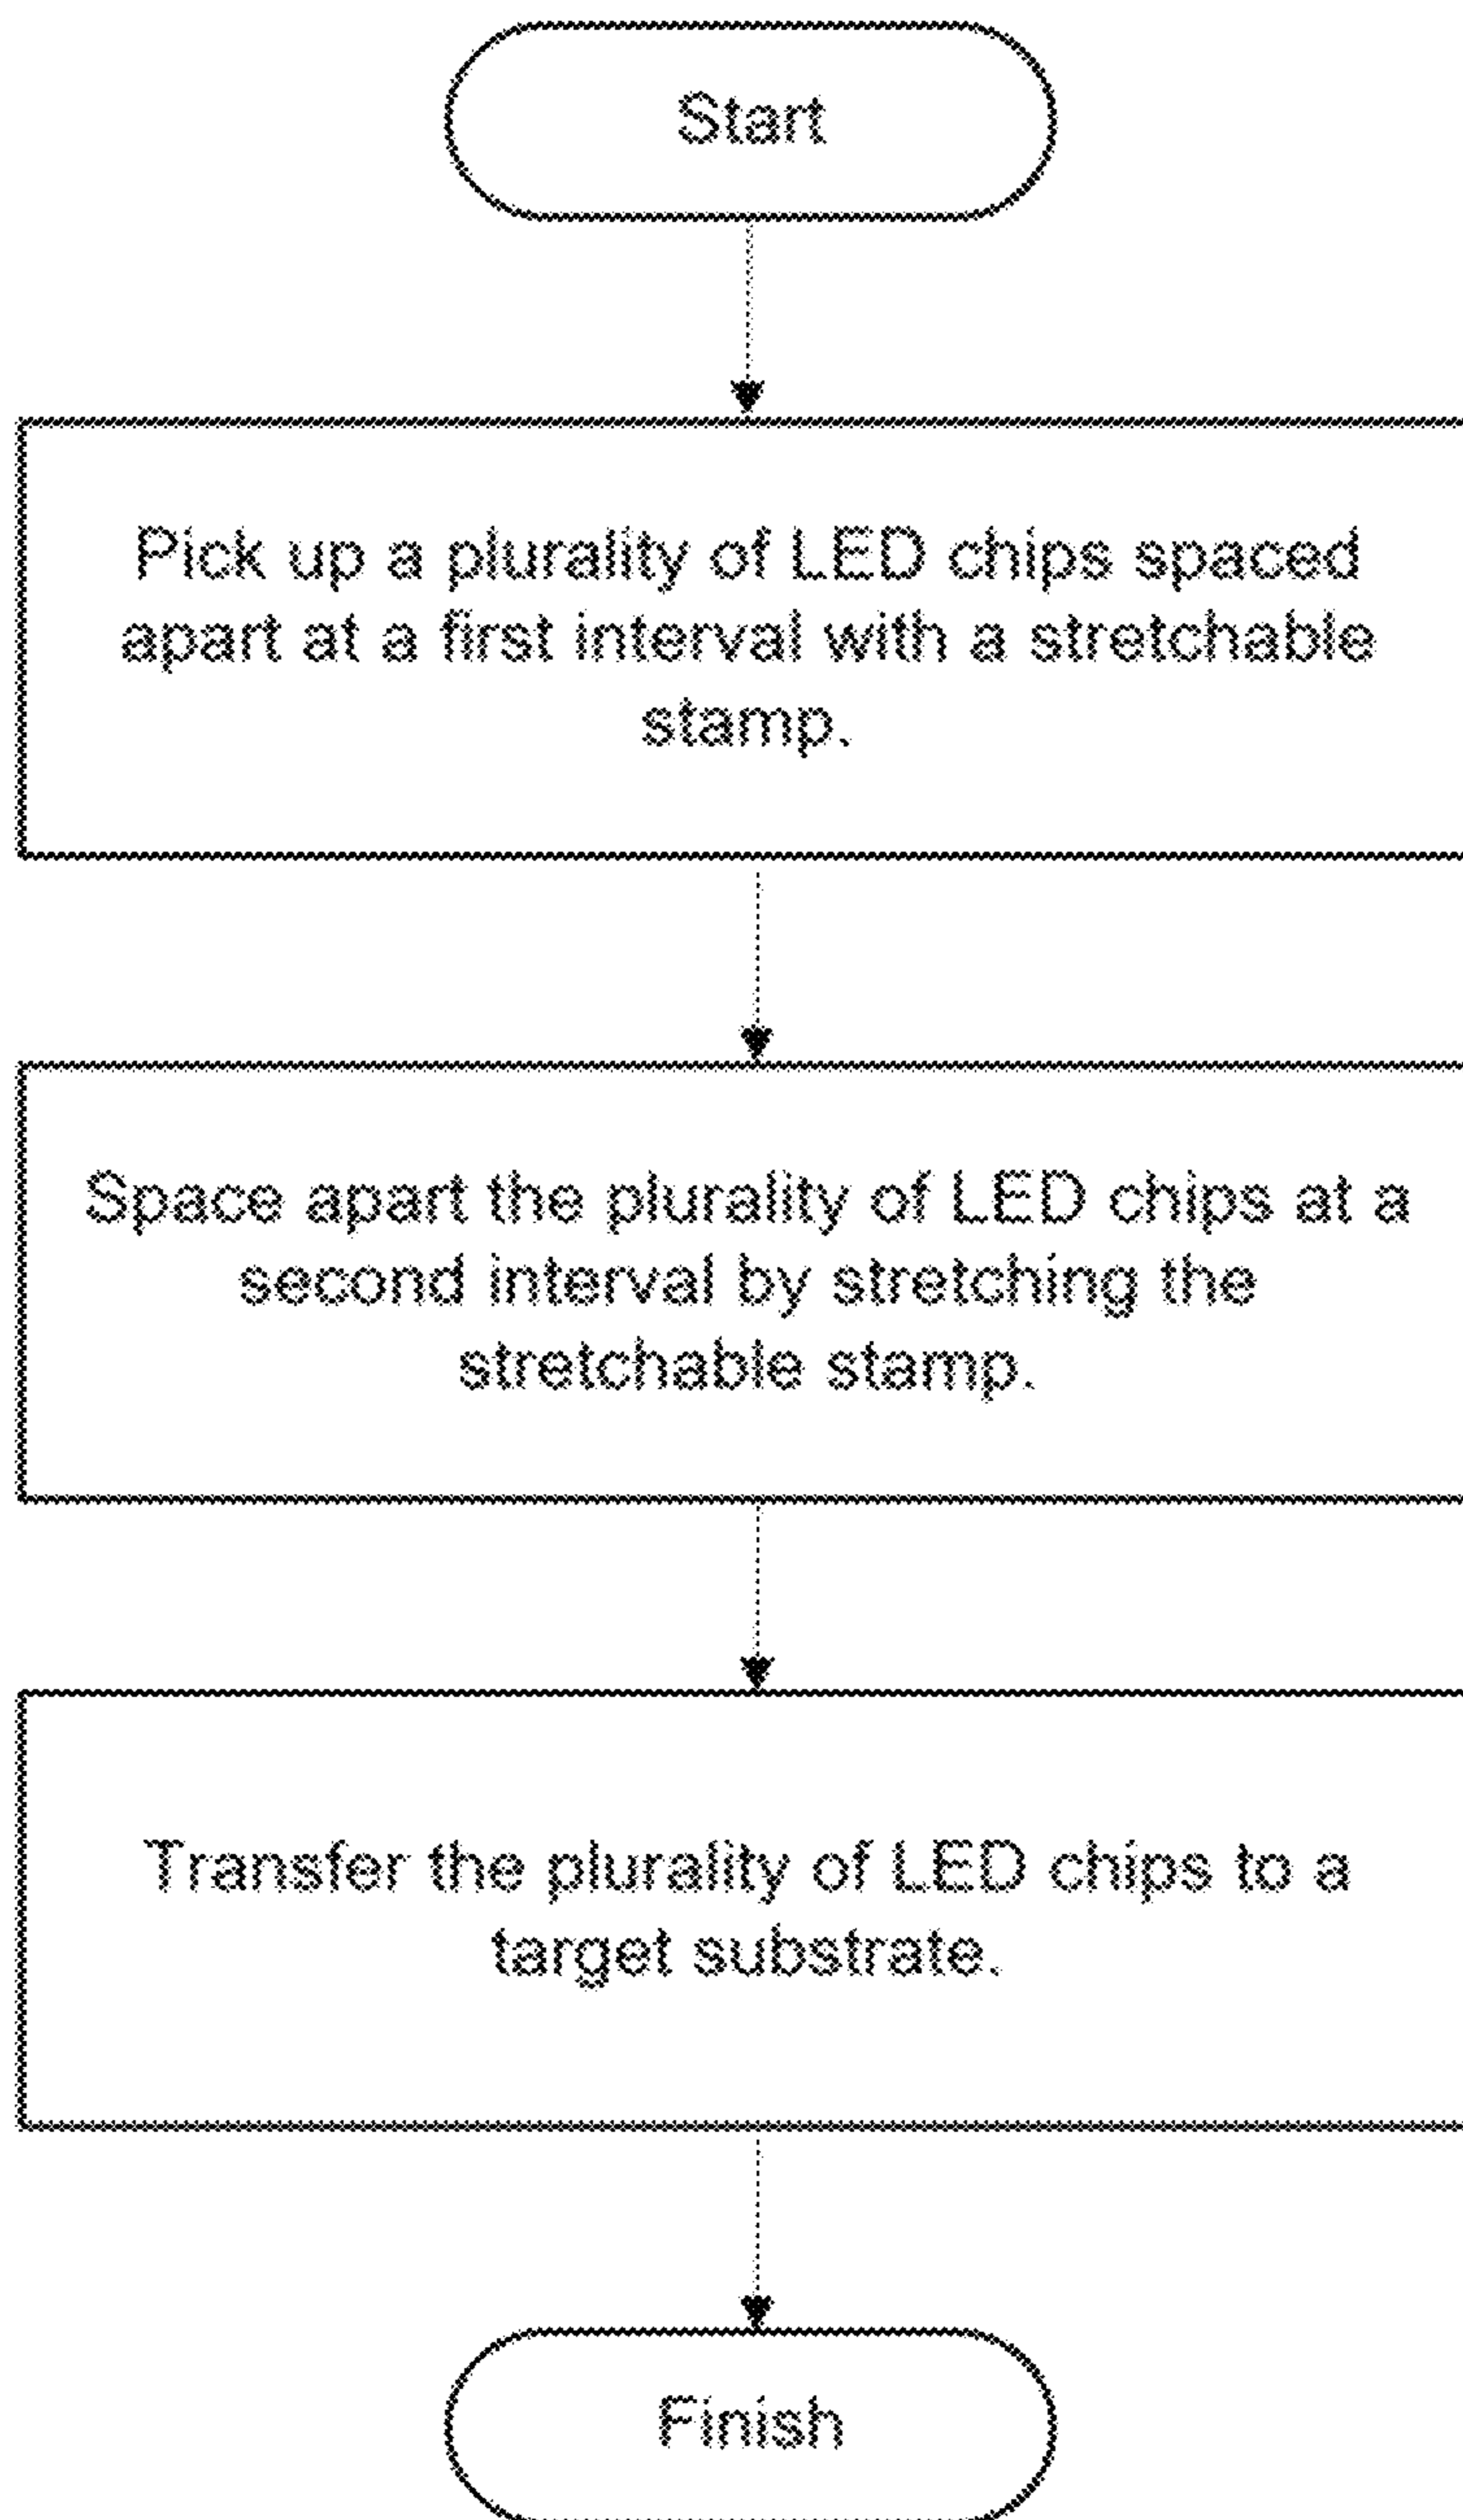 Start
Pick up a plurality of LED chips spaced
apart at a first interval with a stretchable
stamp.
Space apart the plurality of LED chips at a
second interval by stretching the
stretchable stamp.
Transfer the plurality of LED chips to a
target substrate.
Finish